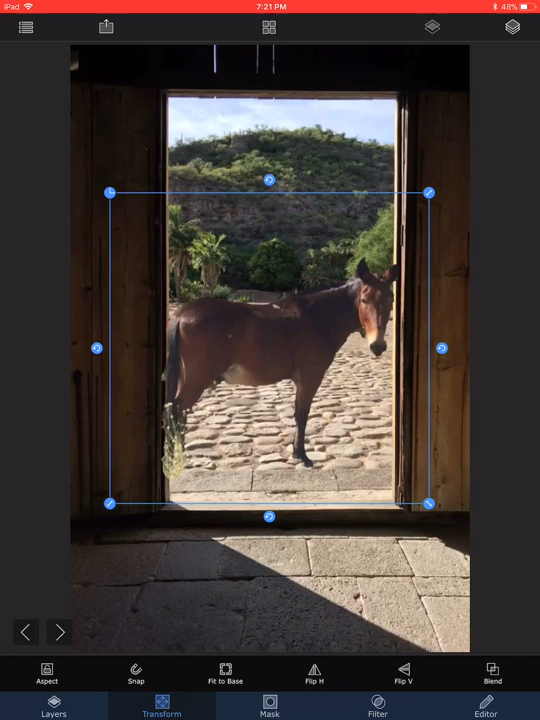 iPad 7:21 PM 48%
Aspect Snap Fit to Base Flip H Flip V Blend
Layers Transform Mask Filter Editor